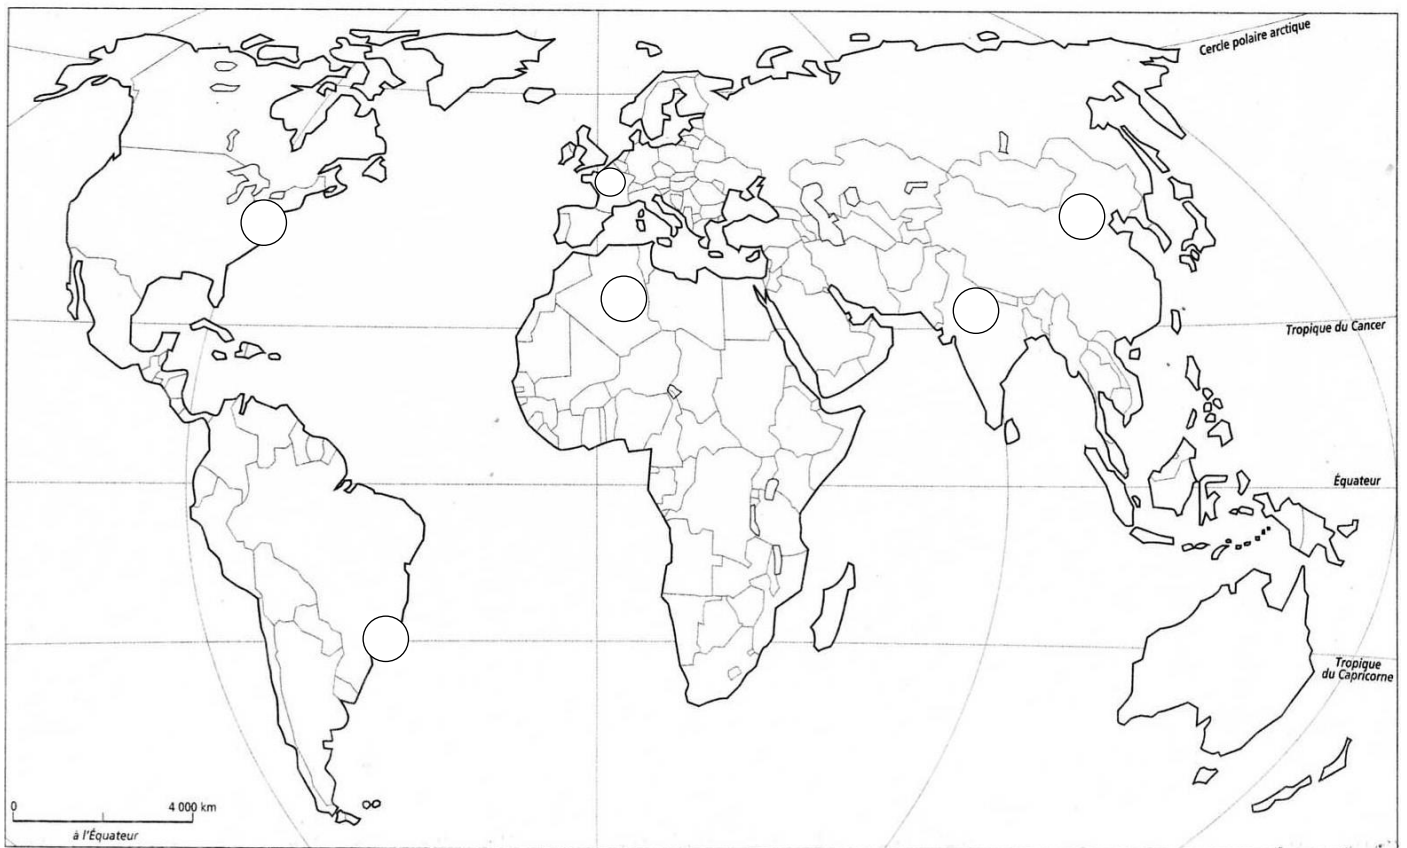 Cercle polaire arctique
Tropique du Cancer
Équateur
Tropique
du Capricorne
0 4 000 km
à l'Équateur